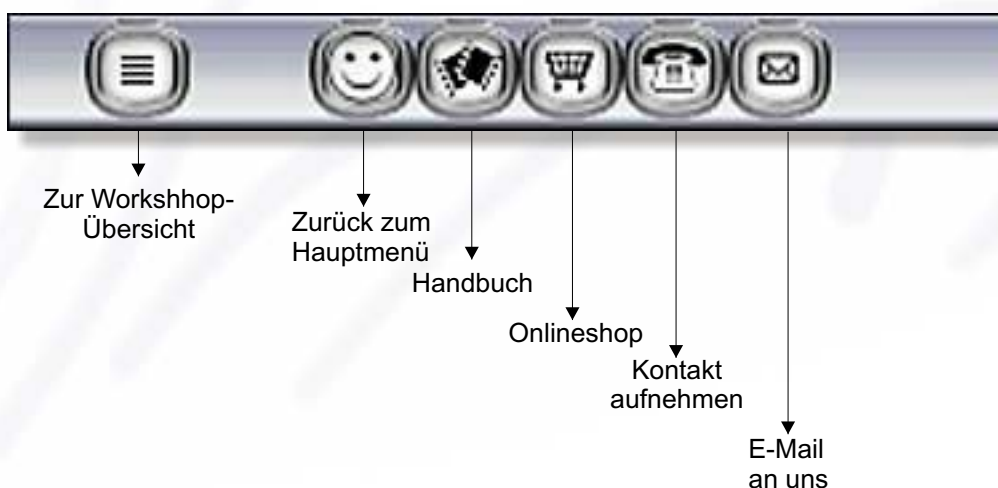 Zur Workshhop-
Übersicht
Zurück zum
Hauptmenü
Handbuch
Onlineshop
Kontakt
aufnehmen
E-Mail
an uns